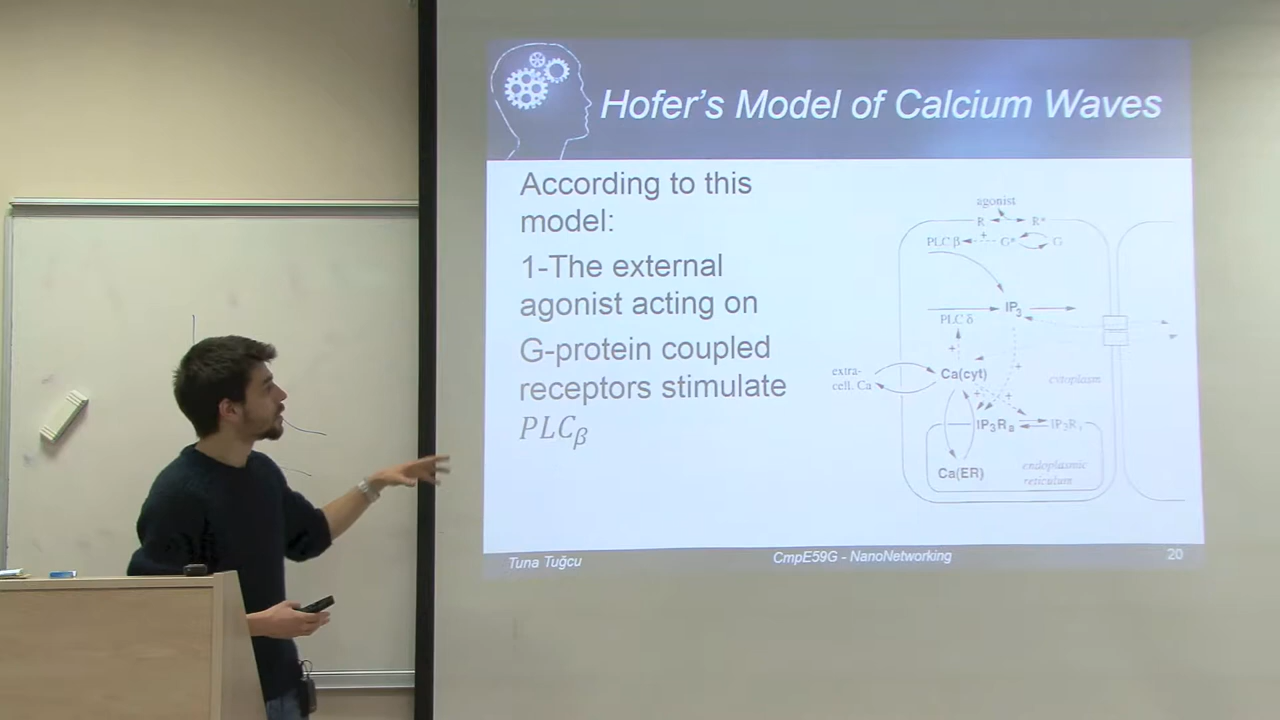 Hofer's Model of Calcium Waves
According to this
model:
1-The external
agonist acting on
G-protein coupled
receptors stimulate
PLCβ
agonist
R R*
PLC β + G* G
IP3
PLC δ
+
extra-
cell. Ca
Ca(cyt)
+
cytoplasm
+ +
IP3Ra
Ca(ER)
endoplasmic
reticulum
Tuna Tuğcu
CmpE59G - NanoNetworking
20